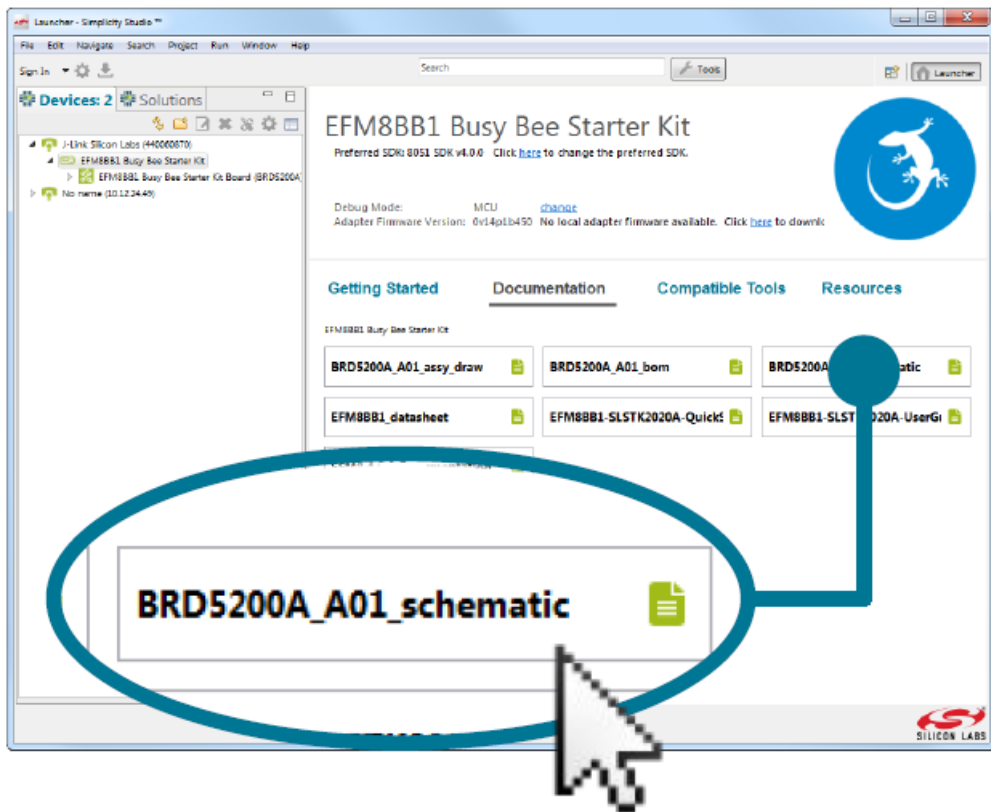 Launcher - Simplicity Studio ™
File Edit Navigate Search Project Run Window Help
Sign In
Search
Tools
Launcher
Devices: 2
Solutions
J-Link Silicon Labs (440060870)
EFM8BB1 Busy Bee Starter Kit
EFM8BB1 Busy Bee Starter Kit Board (BRD5200A)
No name (10.12.24.49)
EFM8BB1 Busy Bee Starter Kit
Preferred SDK: 8051 SDK v4.0.0 Click here to change the preferred SDK.
Debug Mode: MCU change
Adapter Firmware Version: 0v14p1b450 No local adapter firmware available. Click here to downlc
Getting Started Documentation Compatible Tools Resources
EFM8BB1 Busy Bee Starter Kit
BRD5200A_A01_assy_draw
BRD5200A_A01_bom
BRD5200A atic
EFM8BB1_datasheet
EFM8BB1-SLSTK2020A-QuickS
EFM8BB1-SLST 020A-UserGu
BRD5200A_A01_schematic
SILICON LABS